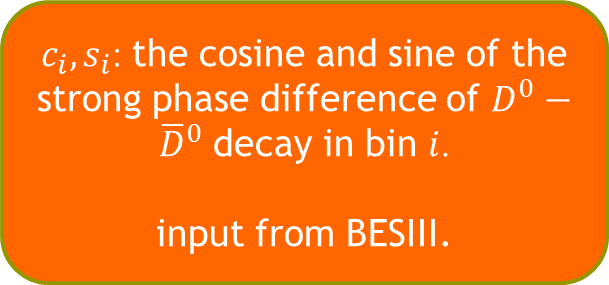 𝑐ᵢ, 𝑠ᵢ: the cosine and sine of the
strong phase difference of 𝐷⁰ −
𝐷̅⁰ decay in bin 𝑖.
input from BESIII.